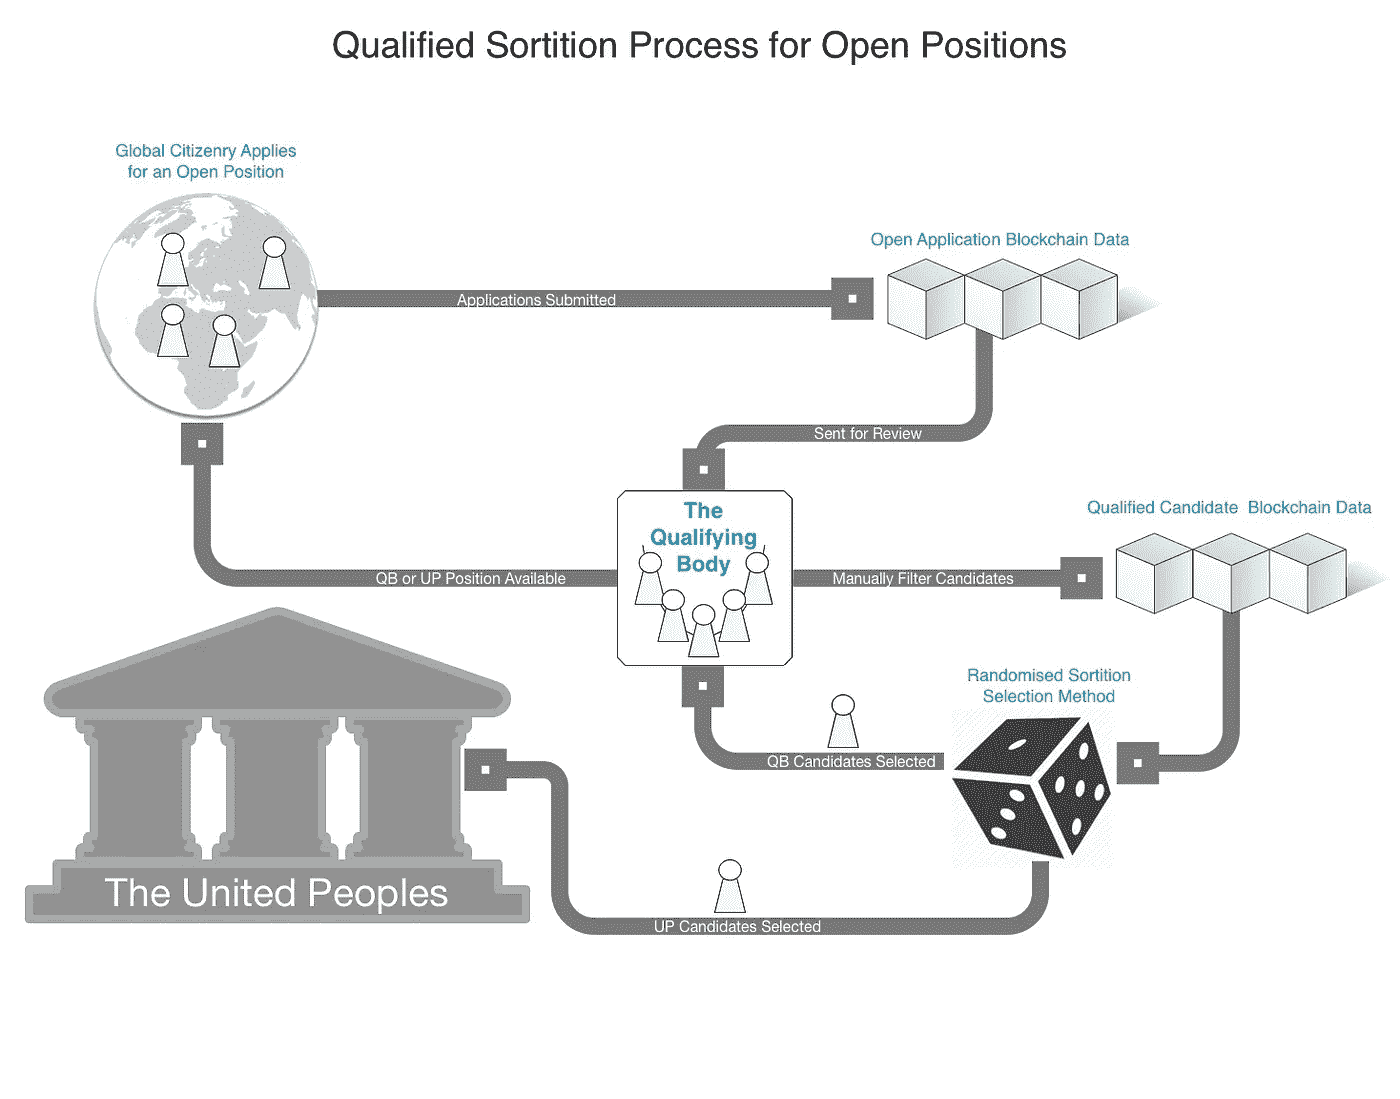 Qualified Sortition Process for Open Positions
Global Citizenry Applies
for an Open Position
Open Application Blockchain Data
Applications Submitted
Sent for Review
The
Qualifying
Body
Qualified Candidate Blockchain Data
QB or UP Position Available
Manually Filter Candidates
Randomised Sortition
Selection Method
QB Candidates Selected
The United Peoples
UP Candidates Selected